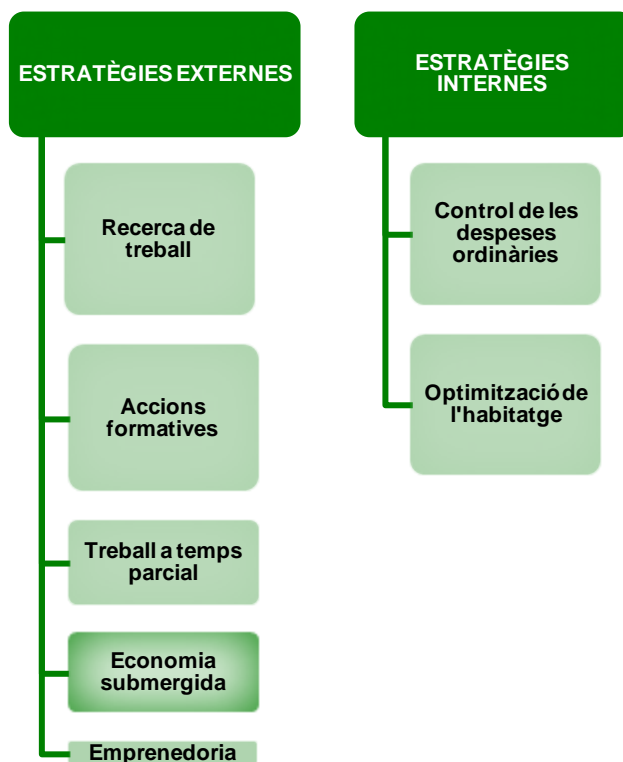 ESTRATÈGIES EXTERNES
Recerca de
treball
Accions
formatives
Treball a temps
parcial
Economia
submergida
Emprenedoria
ESTRATÈGIES
INTERNES
Control de les
despeses
ordinàries
Optimització de
l'habitatge